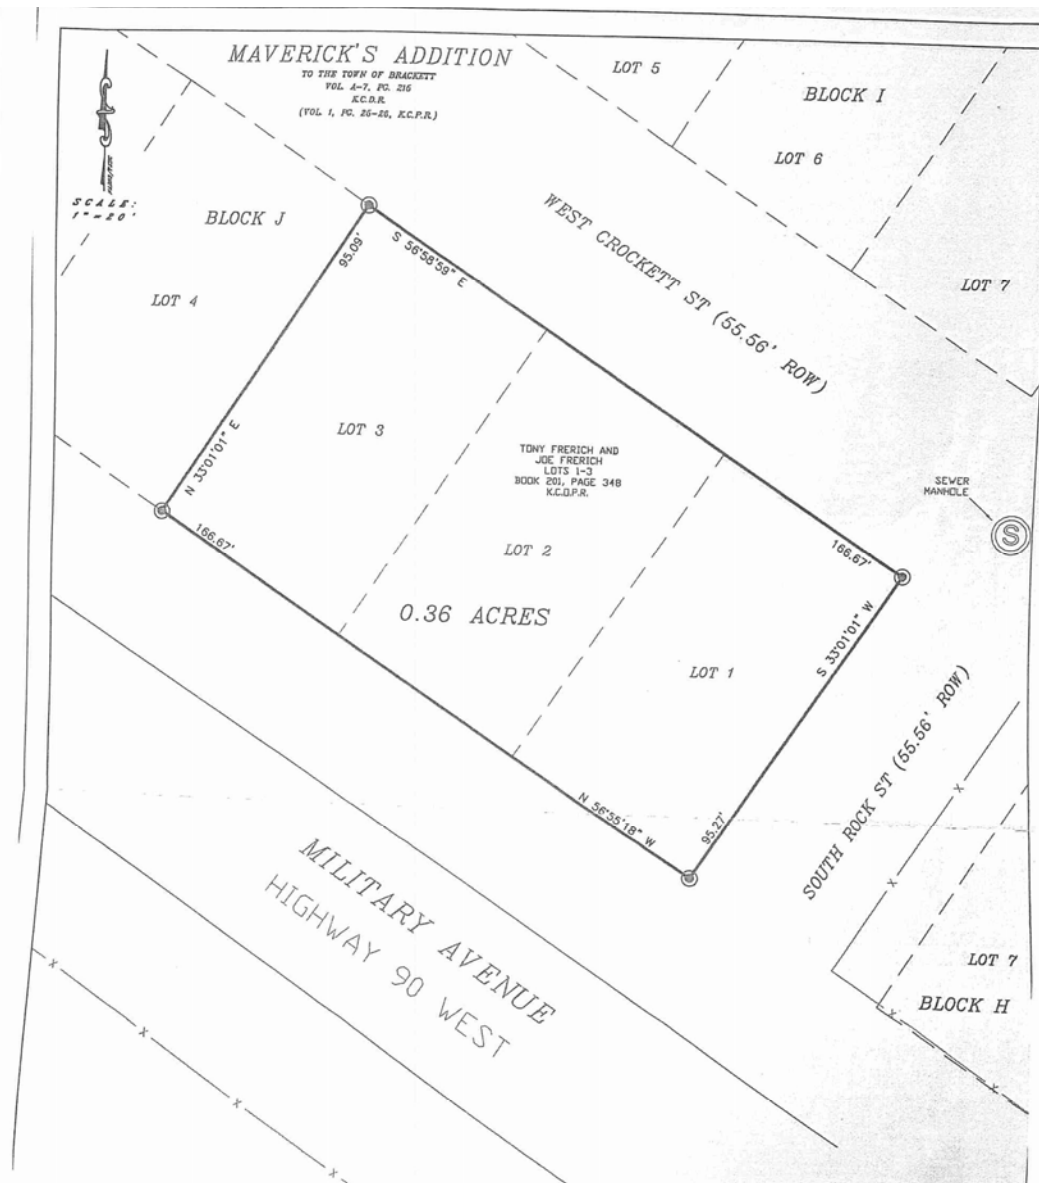 MAVERICK'S ADDITION
TO THE TOWN OF BRACKETT
VOL. A-7, PG. 216
K.C.D.R.
(VOL. 1, PG. 26-28, K.C.P.R.)
LOT 5
BLOCK I
LOT 6
LOT 7
SCALE:
1"=20'
BLOCK J
LOT 4
95.09'
S 56°58'59" E
WEST CROCKETT ST (55.56' ROW)
N 33°01'01" E
LOT 3
TONY FRERICH AND
JOE FRERICH
LOTS 1-3
BOOK 201, PAGE 348
K.C.O.P.R.
SEWER
MANHOLE
S
166.67'
166.67'
LOT 2
0.36 ACRES
S 33°01'01" W
LOT 1
SOUTH ROCK ST (55.56' ROW)
N 56°55'18" W
95.27'
MILITARY AVENUE
HIGHWAY 90 WEST
LOT 7
BLOCK H
x
x
x
x
x
x
x
x